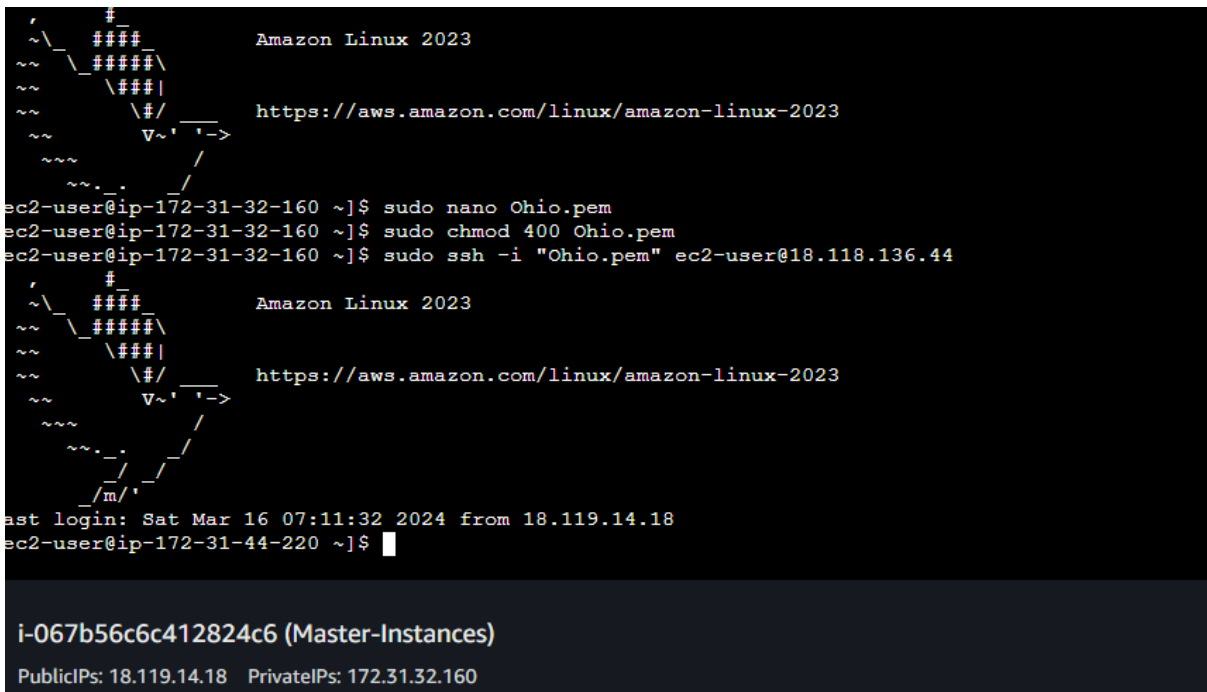 ,      #_
~\_   ####_         Amazon Linux 2023
~~   \_#####\
~~      \###|
~~        \#/ ___   https://aws.amazon.com/linux/amazon-linux-2023
~~       V~' '->
~~~         /
~~._.   _/
ec2-user@ip-172-31-32-160 ~]$ sudo nano Ohio.pem
ec2-user@ip-172-31-32-160 ~]$ sudo chmod 400 Ohio.pem
ec2-user@ip-172-31-32-160 ~]$ sudo ssh -i "Ohio.pem" ec2-user@18.118.136.44
,      #_
~\_   ####_         Amazon Linux 2023
~~   \_#####\
~~      \###|
~~        \#/ ___   https://aws.amazon.com/linux/amazon-linux-2023
~~       V~' '->
~~~         /
~~._.   _/
_/ _/
_/m/'
ast login: Sat Mar 16 07:11:32 2024 from 18.119.14.18
ec2-user@ip-172-31-44-220 ~]$
i-067b56c6c412824c6 (Master-Instances)
PublicIPs: 18.119.14.18 PrivateIPs: 172.31.32.160